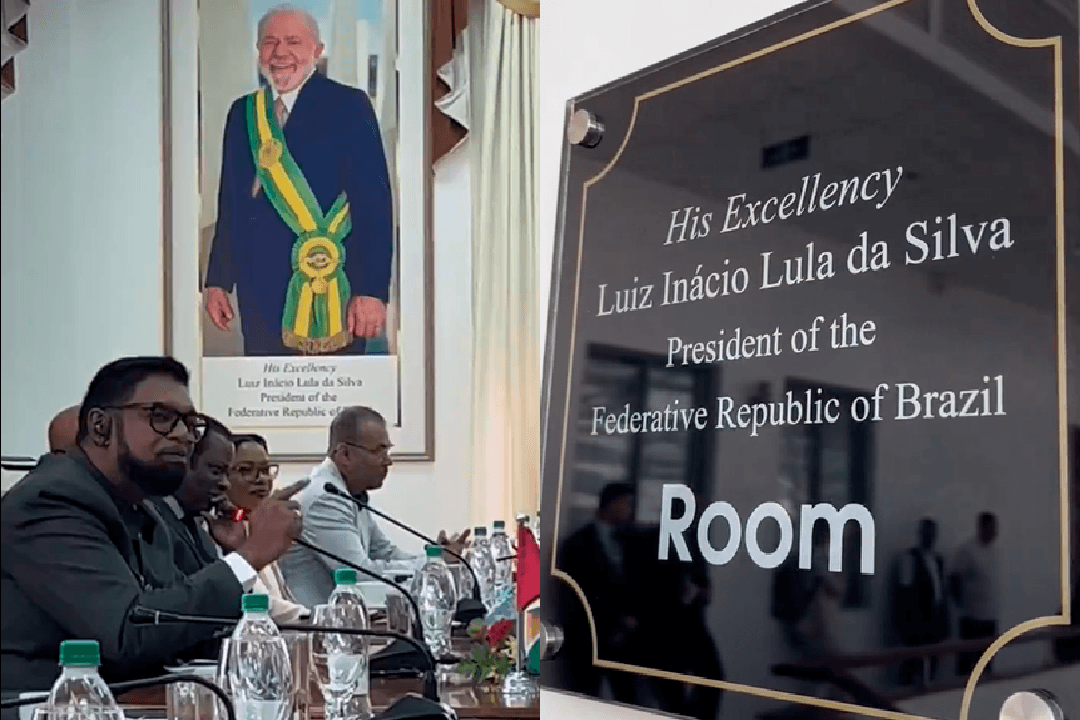 His Excellency
Luiz Inácio Lula da Silva
President of the
Federative Republic of
His Excellency
Luiz Inácio Lula da Silva
President of the
Federative Republic of Brazil
Room